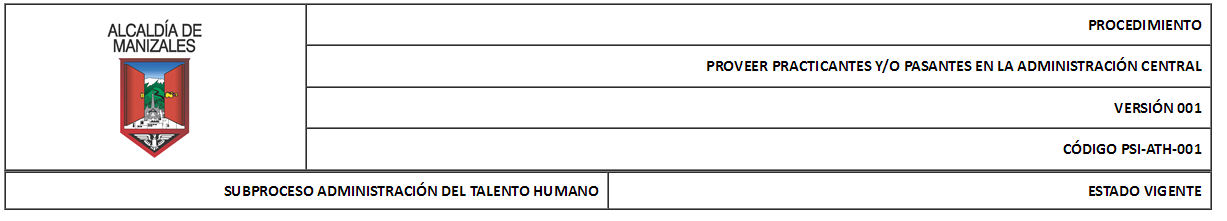 ALCALDÍA DE
MANIZALES
PROCEDIMIENTO
PROVEER PRACTICANTES Y/O PASANTES EN LA ADMINISTRACIÓN CENTRAL
VERSIÓN 001
CÓDIGO PSI-ATH-001
SUBPROCESO ADMINISTRACIÓN DEL TALENTO HUMANO
ESTADO VIGENTE